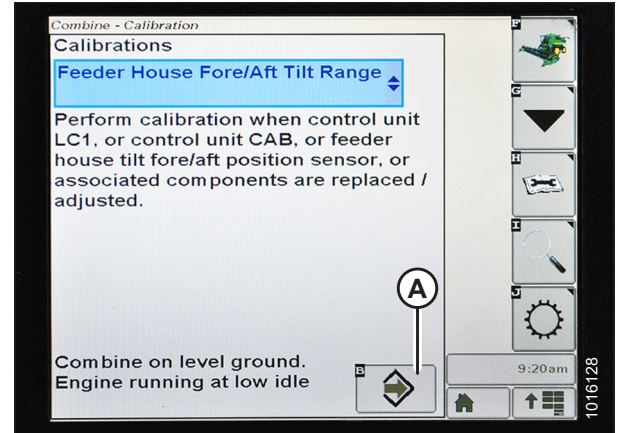 Combine - Calibration
Calibrations
Feeder House Fore/Aft Tilt Range
Perform calibration when control unit
LC1, or control unit CAB, or feeder
house tilt fore/aft position sensor, or
associated components are replaced /
adjusted.
Combine on level ground.
Engine running at low idle
A
B
F
G
H
I
J
9:20am
1016128